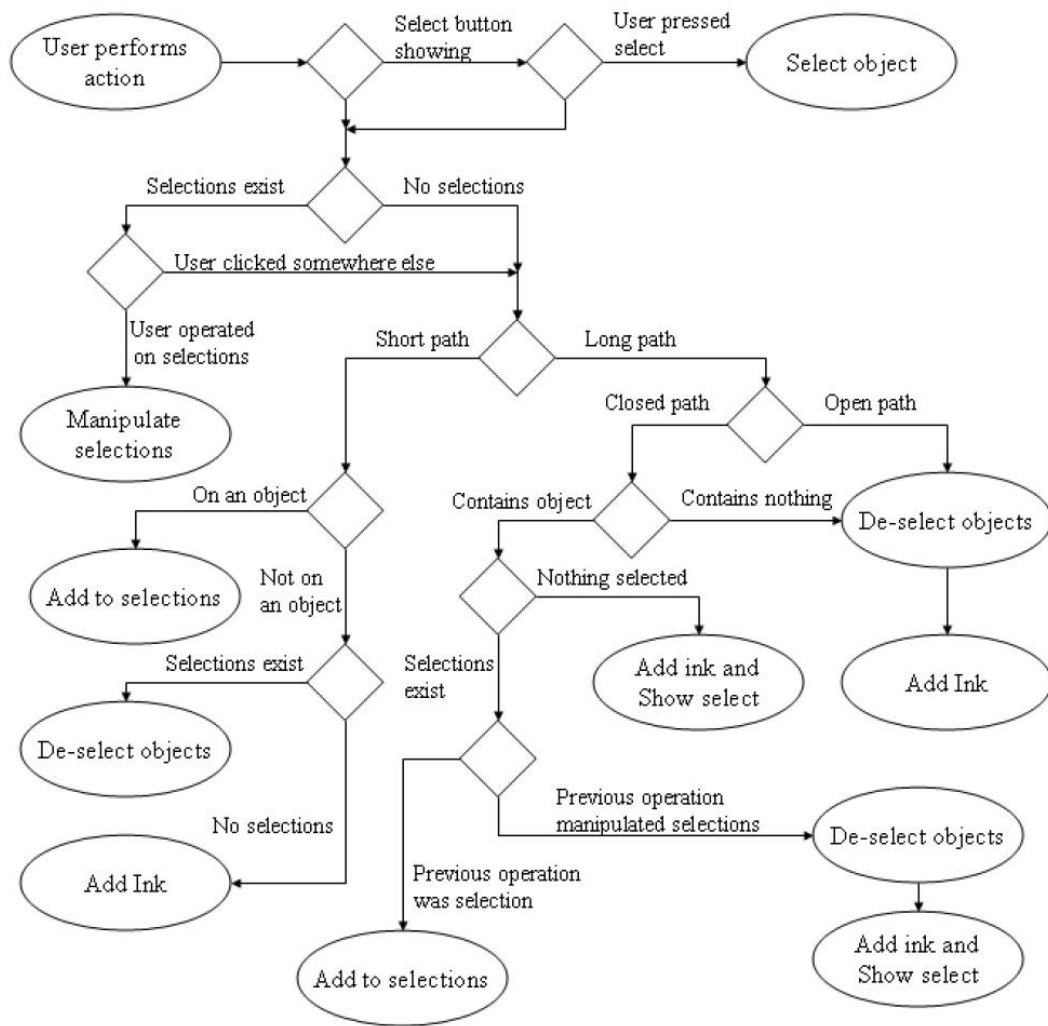 User performs
action
Select button
showing
User pressed
select
Select object
Selections exist
No selections
User clicked somewhere else
User operated
on selections
Manipulate
selections
Short path
Long path
Closed path
Open path
On an object
Add to selections
Contains object
Contains nothing
De-select objects
Not on
an object
Nothing selected
Selections exist
De-select objects
Selections
exist
Add ink and
Show select
Add Ink
No selections
Add Ink
Previous operation
manipulated selections
De-select objects
Previous operation
was selection
Add to selections
Add ink and
Show select